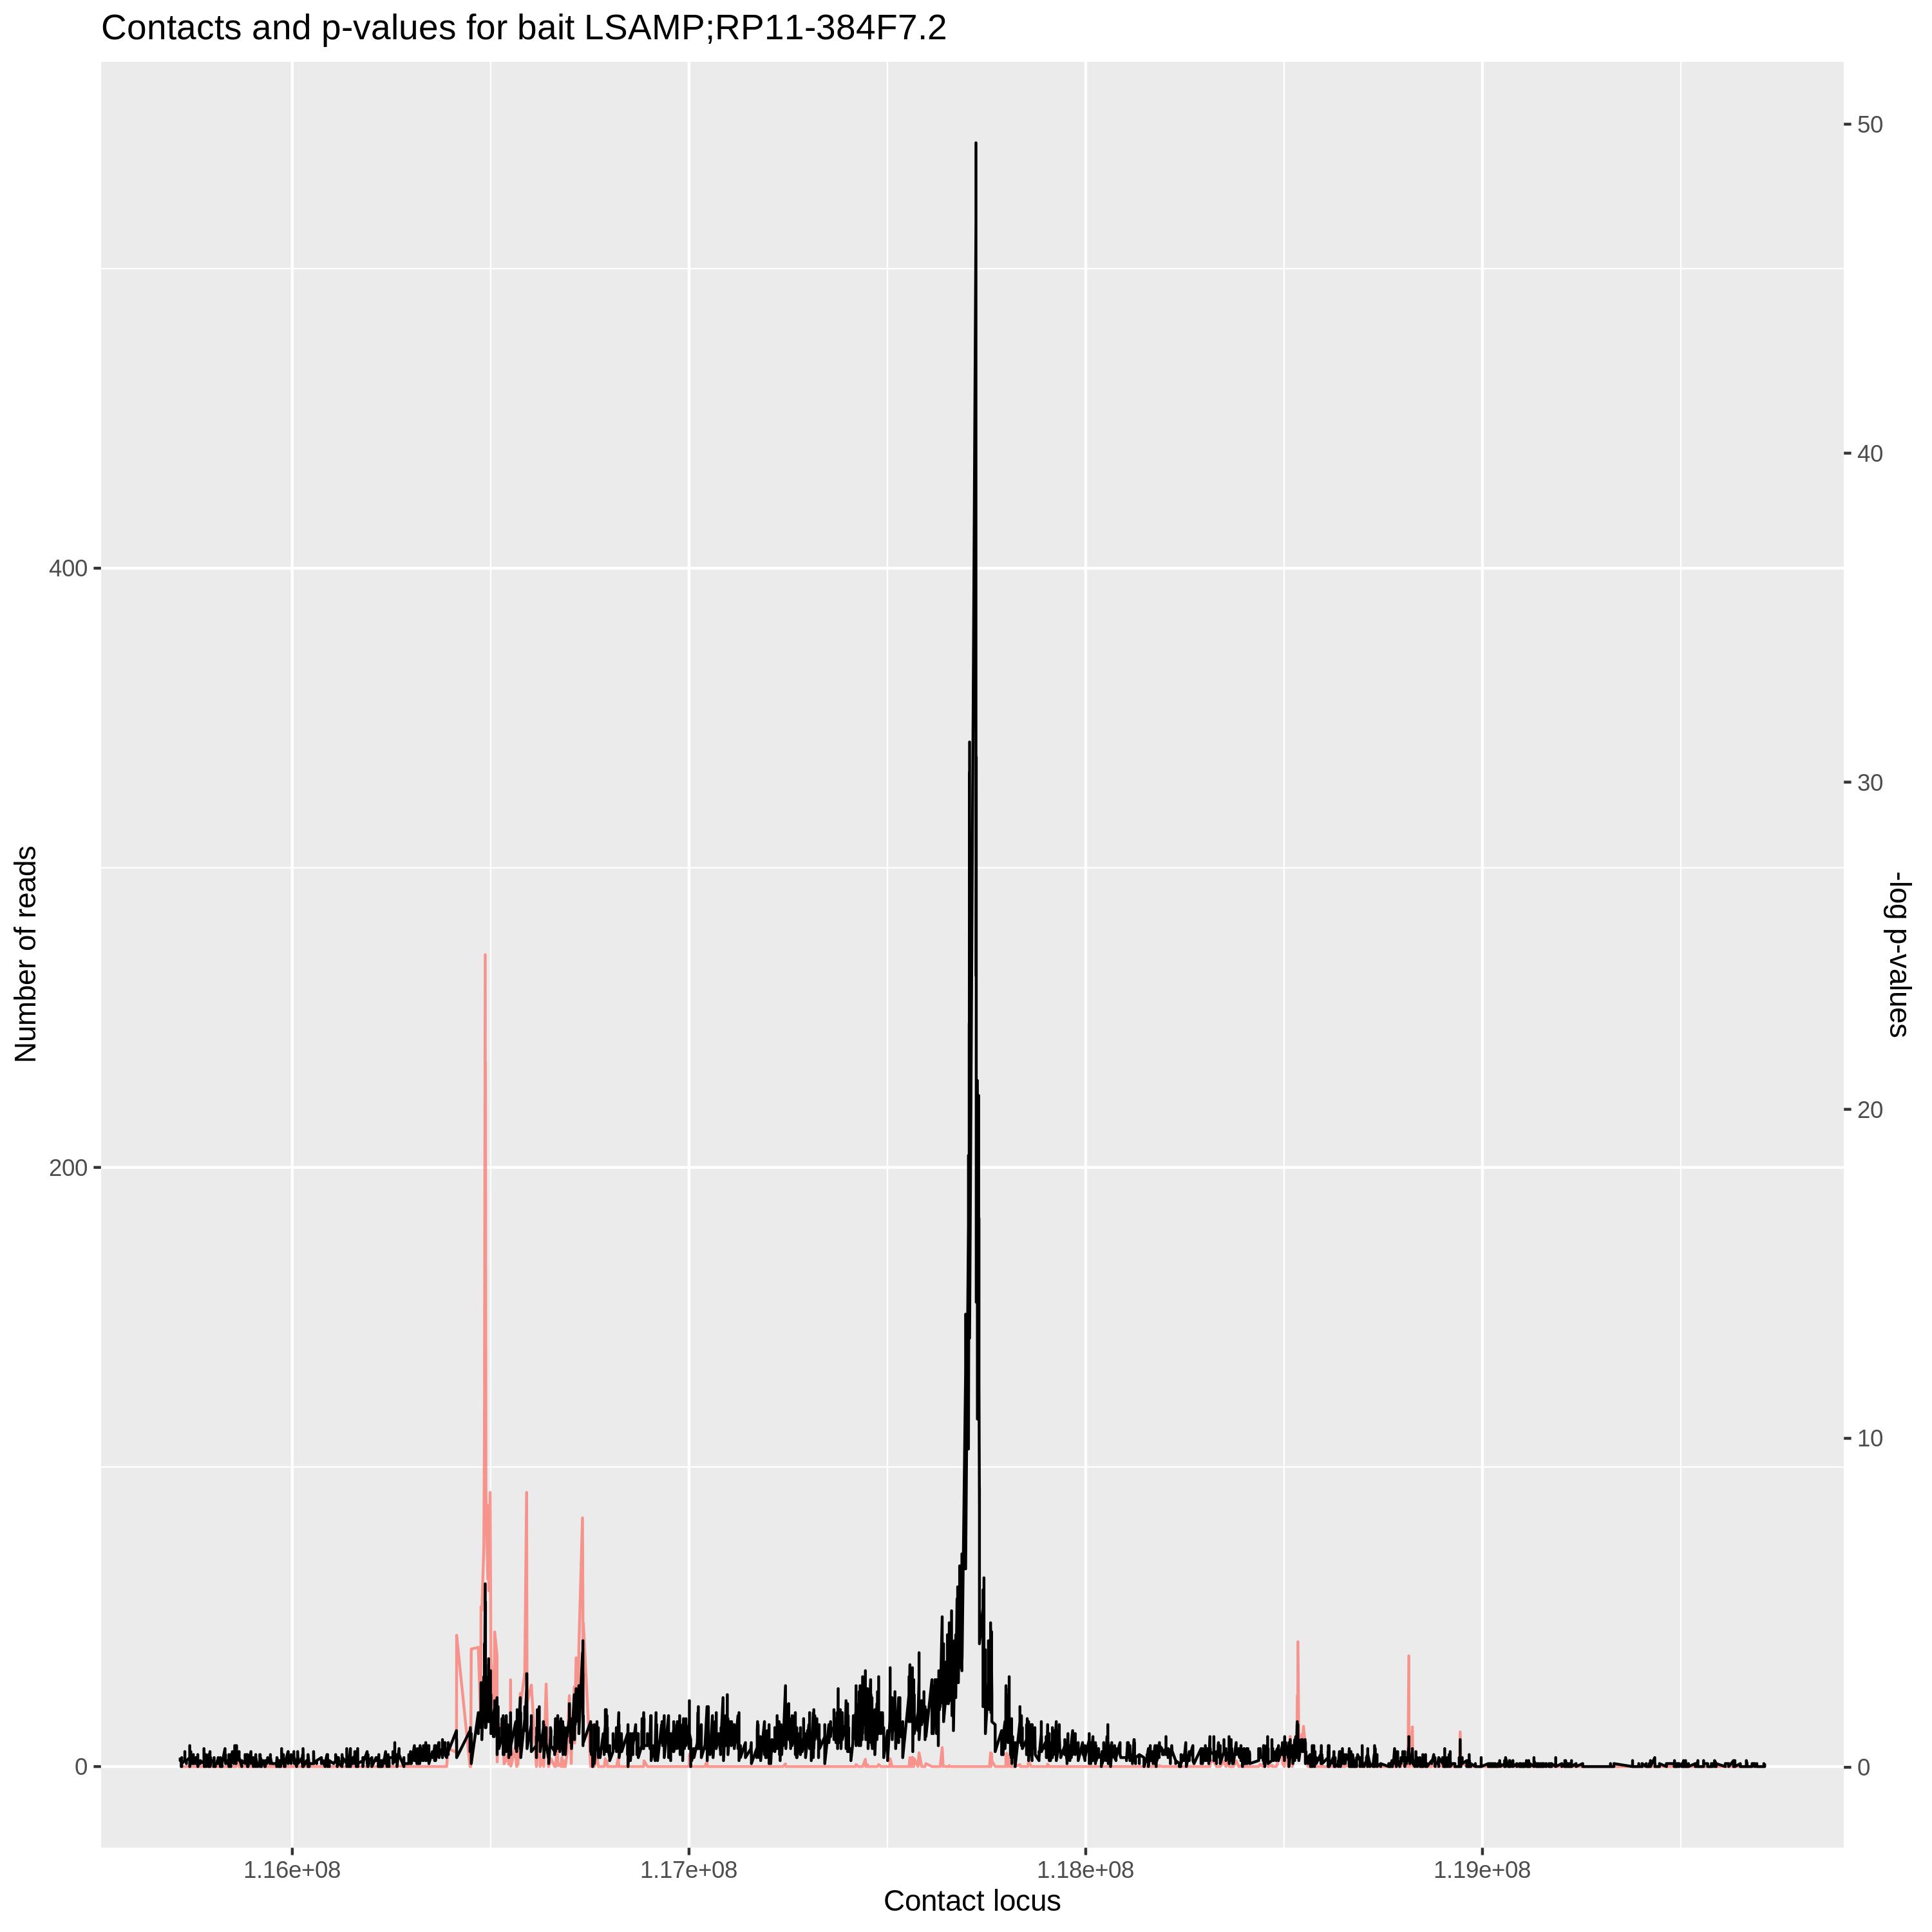 Contacts and p-values for bait LSAMP;RP11-384F7.2
50
40
400
30
Number of reads
-log p-values
20
200
10
0
0
1.16e+08
1.17e+08
1.18e+08
1.19e+08
Contact locus